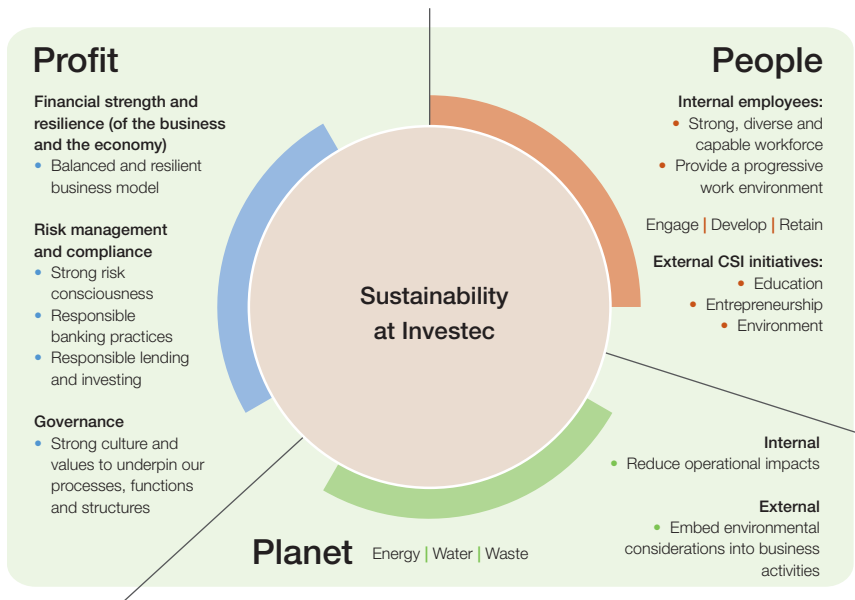 Profit
Financial strength and
resilience (of the business
and the economy)
• Balanced and resilient
business model
Risk management
and compliance
• Strong risk
consciousness
• Responsible
banking practices
• Responsible lending
and investing
Governance
• Strong culture and
values to underpin our
processes, functions
and structures
Sustainability
at Investec
People
Internal employees:
• Strong, diverse and
capable workforce
• Provide a progressive
work environment
Engage | Develop | Retain
External CSI initiatives:
• Education
• Entrepreneurship
• Environment
Planet
Energy | Water | Waste
Internal
• Reduce operational impacts
External
• Embed environmental
considerations into business
activities